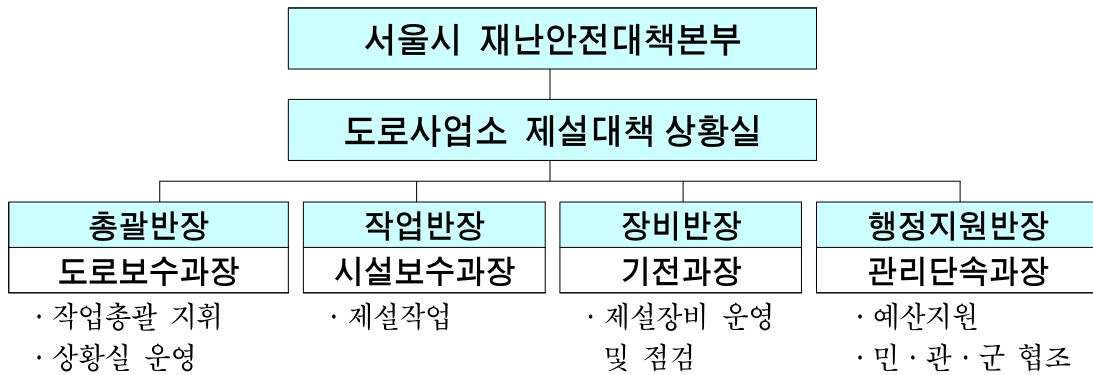 서울시 재난안전대책본부
도로사업소 제설대책 상황실
총괄반장
도로보수과장
· 작업총괄 지휘
· 상황실 운영
작업반장
시설보수과장
· 제설작업
장비반장
기전과장
· 제설장비 운영
및 점검
행정지원반장
관리단속과장
· 예산지원
· 민 · 관 · 군 협조